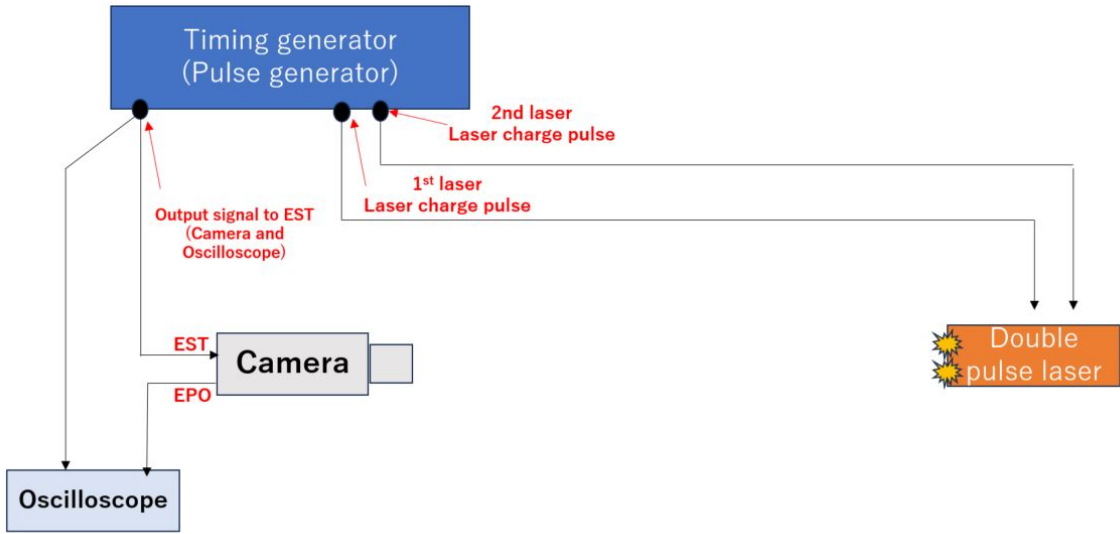 Timing generator
(Pulse generator)
2nd laser
Laser charge pulse
1st laser
Laser charge pulse
Output signal to EST
(Camera and
Oscilloscope)
EST
Camera
EPO
Double
pulse laser
Oscilloscope